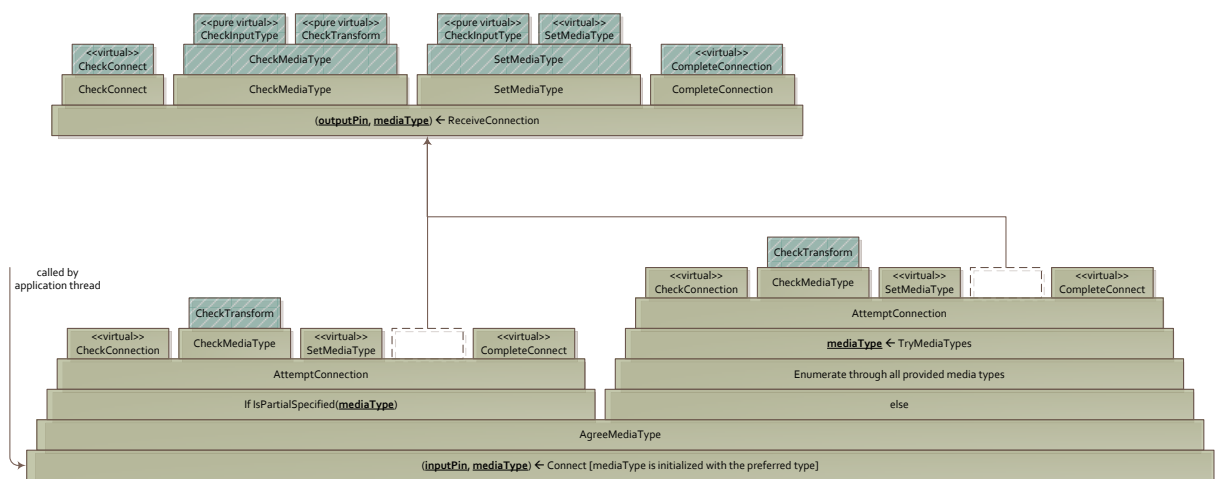 <<pure virtual>>
CheckInputType
<<pure virtual>>
CheckTransform
<<pure virtual>>
CheckInputType
<<virtual>>
SetMediaType
<<virtual>>
CheckConnect
CheckMediaType
SetMediaType
<<virtual>>
CompleteConnection
CheckConnect
CheckMediaType
SetMediaType
CompleteConnection
(outputPin, mediaType) ← ReceiveConnection
called by
application thread
CheckTransform
<<virtual>>
CheckConnection
CheckMediaType
<<virtual>>
SetMediaType
<<virtual>>
CompleteConnect
AttemptConnection
mediaType ← TryMediaTypes
Enumerate through all provided media types
else
CheckTransform
<<virtual>>
CheckConnection
CheckMediaType
<<virtual>>
SetMediaType
<<virtual>>
CompleteConnect
AttemptConnection
If IsPartialSpecified(mediaType)
AgreeMediaType
(inputPin, mediaType) ← Connect [mediaType is initialized with the preferred type]